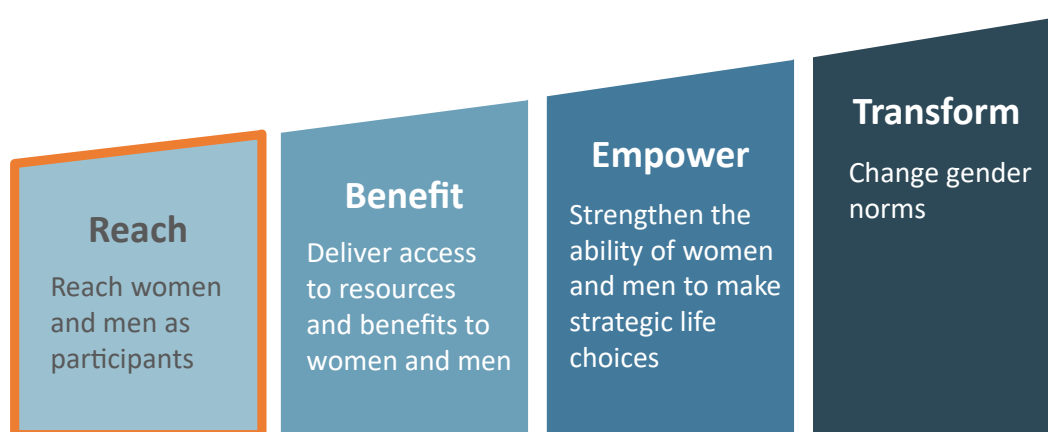 Reach
Reach women
and men as
participants
Benefit
Deliver access
to resources
and benefits to
women and men
Empower
Strengthen the
ability of women
and men to make
strategic life
choices
Transform
Change gender
norms